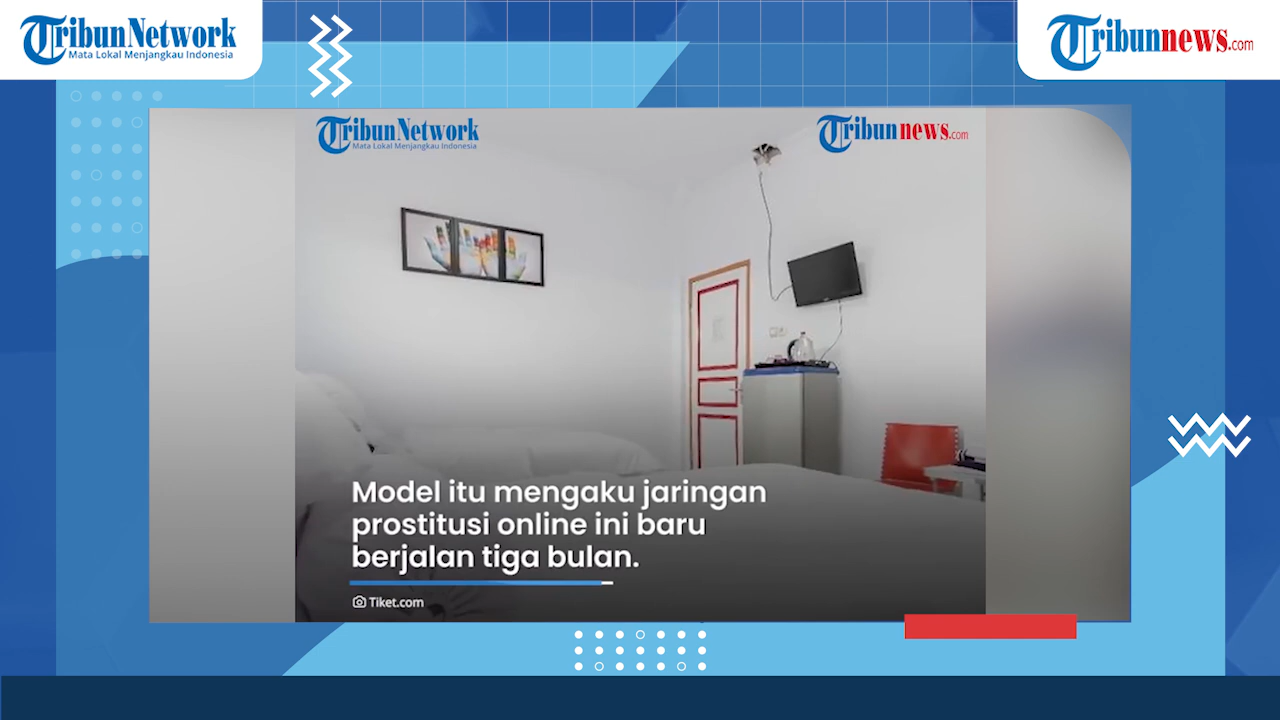 TribunNetwork
Mata Lokal Menjangkau Indonesia
Tribunnews.com
TribunNetwork
Mata Lokal Menjangkau Indonesia
Tribunnews.com
Model itu mengaku jaringan
prostitusi online ini baru
berjalan tiga bulan.
Tiket.com